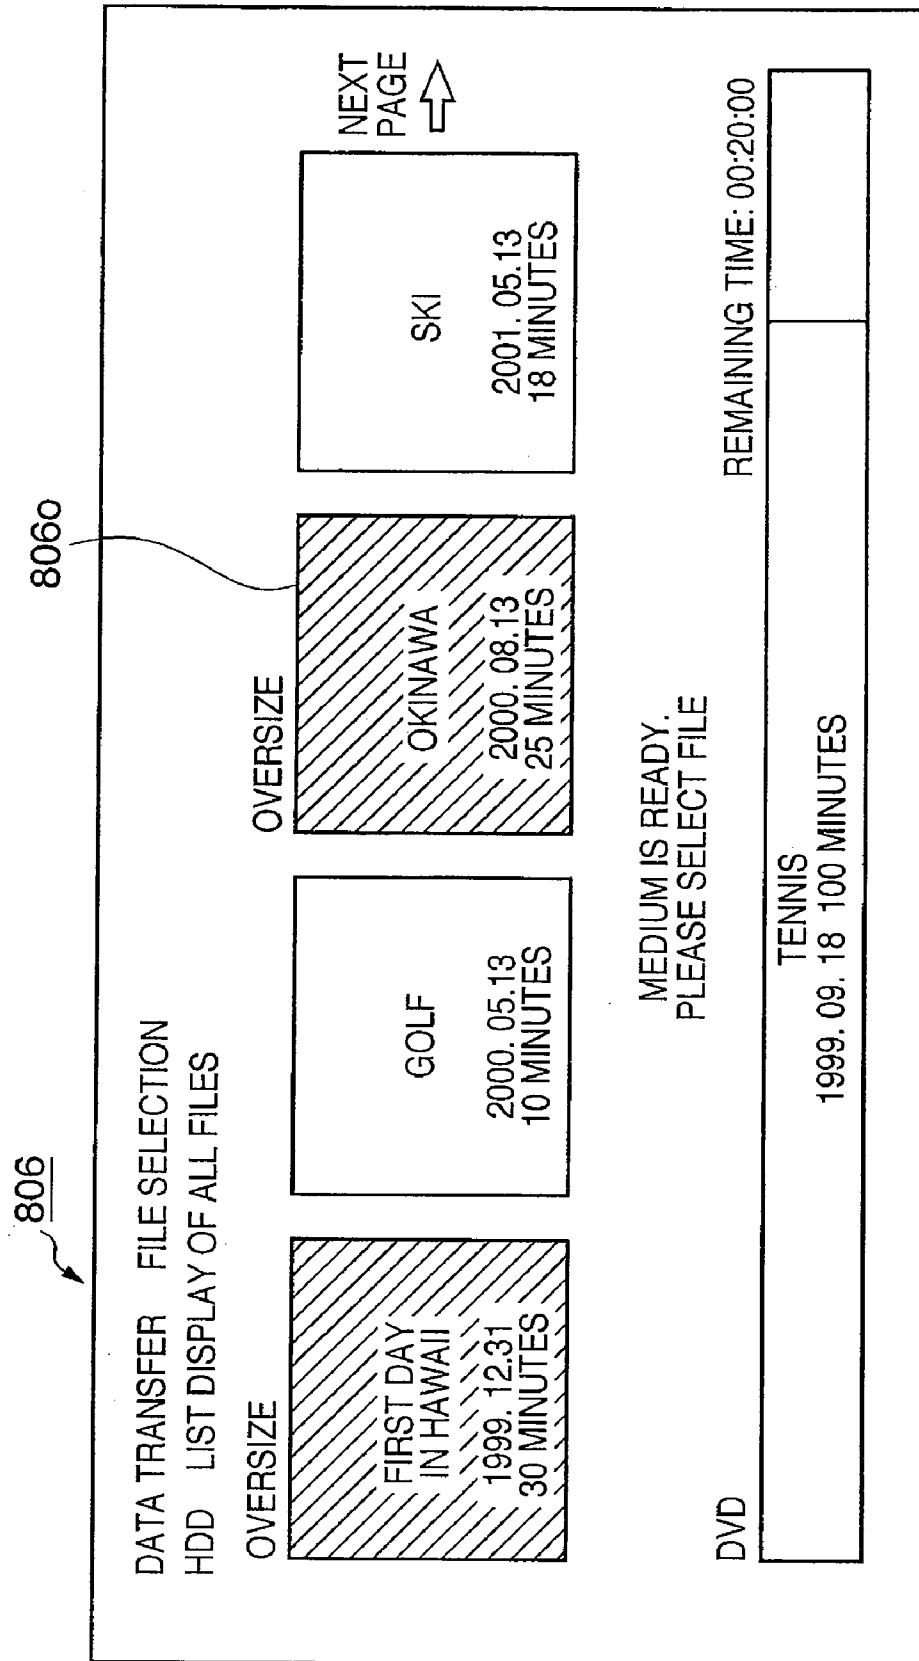 806
DATA TRANSFER FILE SELECTION
HDD LIST DISPLAY OF ALL FILES
OVERSIZE
FIRST DAY
IN HAWAII
1999. 12.31
30 MINUTES
GOLF
2000. 05.13
10 MINUTES
806o
OVERSIZE
OKINAWA
2000. 08.13
25 MINUTES
SKI
2001. 05.13
18 MINUTES
NEXT
PAGE
MEDIUM IS READY.
PLEASE SELECT FILE
DVD
REMAINING TIME: 00:20:00
TENNIS
1999. 09. 18 100 MINUTES